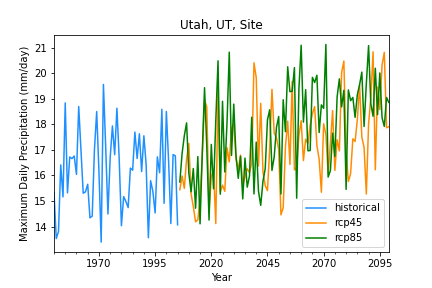 Utah, UT, Site
Maximum Daily Precipitation (mm/day)
21
20
19
18
17
16
15
14
1970
1995
2020
2045
2070
2095
Year
historical
rcp45
rcp85